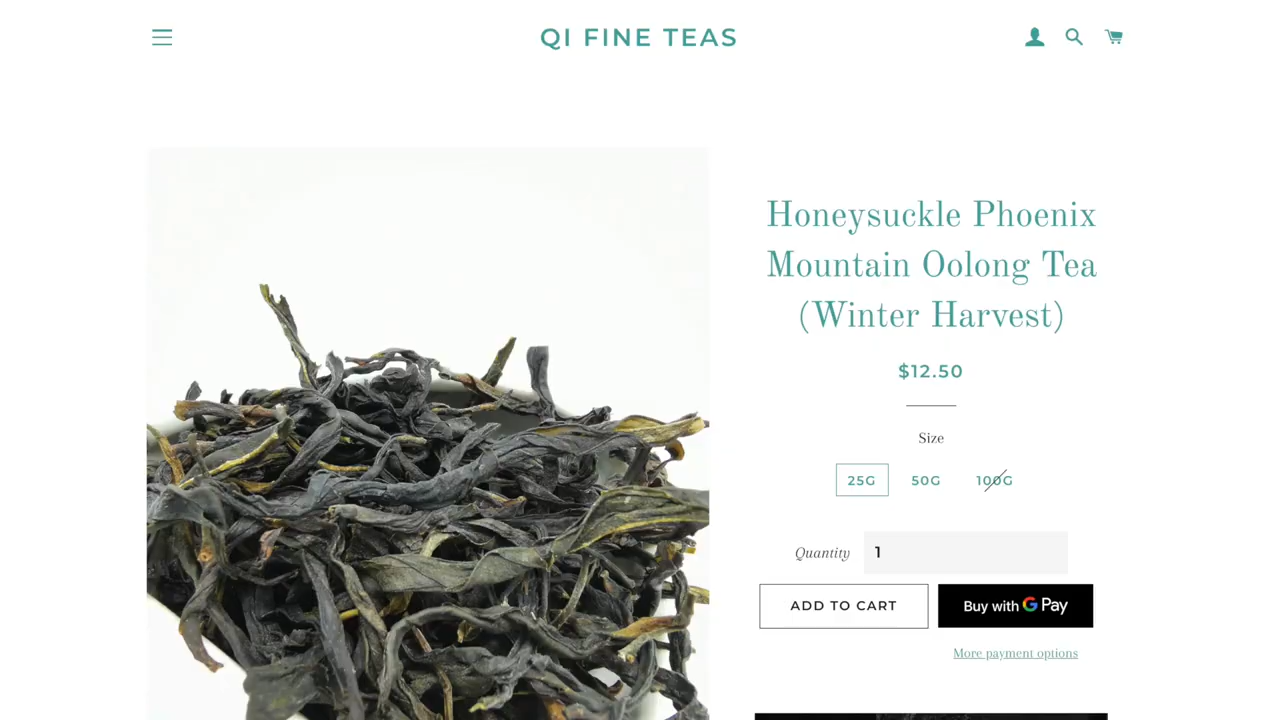 QI FINE TEAS
Honeysuckle Phoenix
Mountain Oolong Tea
(Winter Harvest)
$12.50
Size
25G 50G 100G
Quantity 1
ADD TO CART Buy with G Pay
More payment options